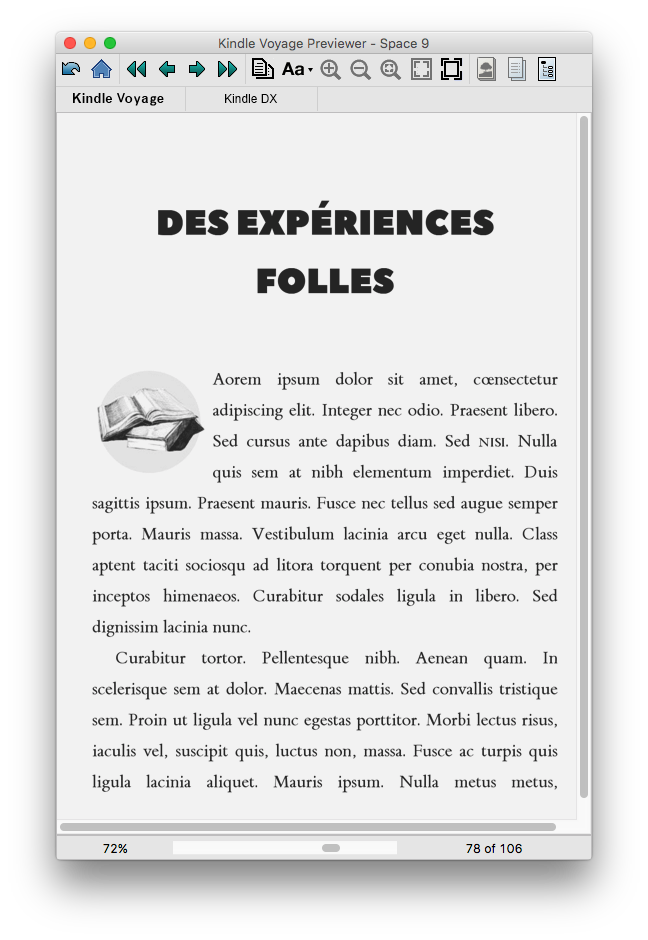 Kindle Voyage Previewer - Space 9
Aa
Kindle Voyage
Kindle DX
DES EXPÉRIENCES
FOLLES
Aorem ipsum dolor sit amet, cœnsectetur
adipiscing elit. Integer nec odio. Praesent libero.
Sed cursus ante dapibus diam. Sed NISI. Nulla
quis sem at nibh elementum imperdiet. Duis
sagittis ipsum. Praesent mauris. Fusce nec tellus sed augue semper
porta. Mauris massa. Vestibulum lacinia arcu eget nulla. Class
aptent taciti sociosqu ad litora torquent per conubia nostra, per
inceptos himenaeos. Curabitur sodales ligula in libero. Sed
dignissim lacinia nunc.
Curabitur tortor. Pellentesque nibh. Aenean quam. In
scelerisque sem at dolor. Maecenas mattis. Sed convallis tristique
sem. Proin ut ligula vel nunc egestas porttitor. Morbi lectus risus,
iaculis vel, suscipit quis, luctus non, massa. Fusce ac turpis quis
ligula lacinia aliquet. Mauris ipsum. Nulla metus metus,
72%
78 of 106